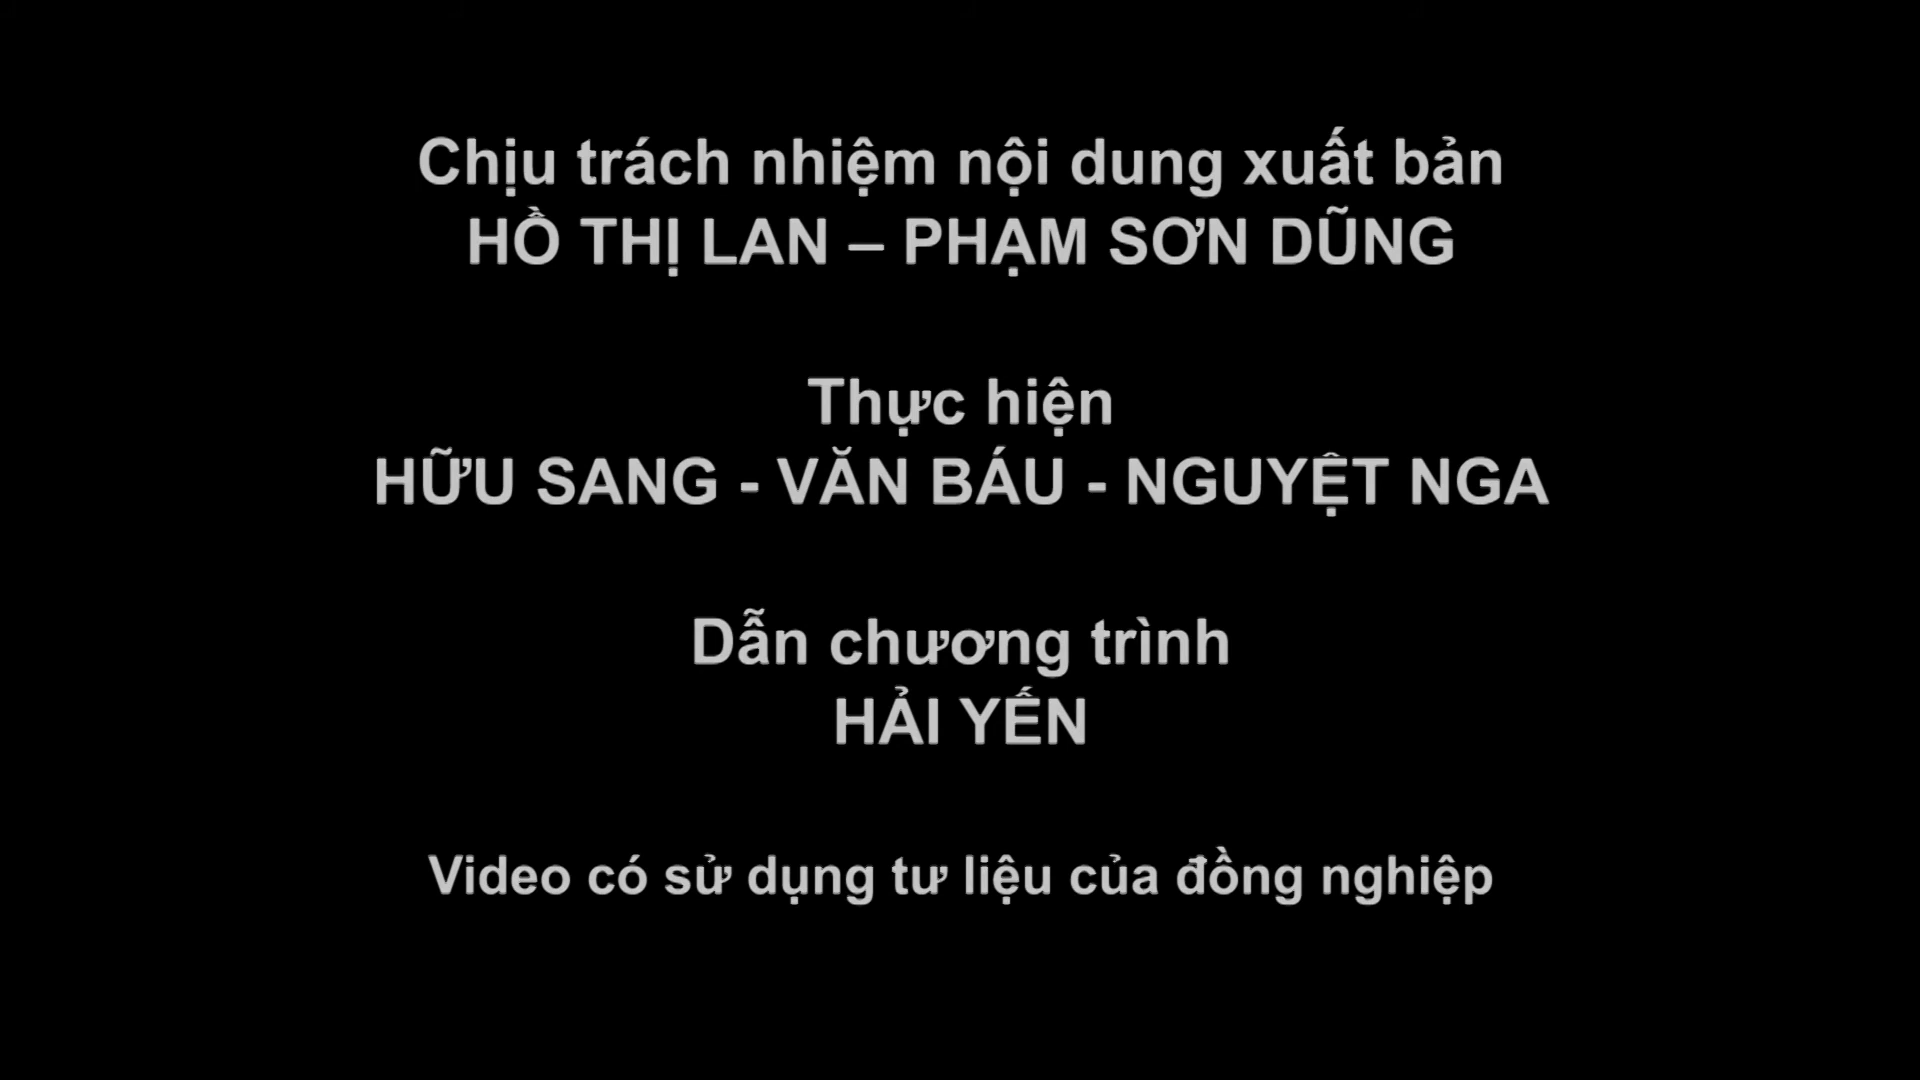 Chịu trách nhiệm nội dung xuất bản
HỒ THỊ LAN – PHẠM SƠN DŨNG
Thực hiện
HỮU SANG - VĂN BÁU - NGUYỆT NGA
Dẫn chương trình
HẢI YẾN
Video có sử dụng tư liệu của đồng nghiệp